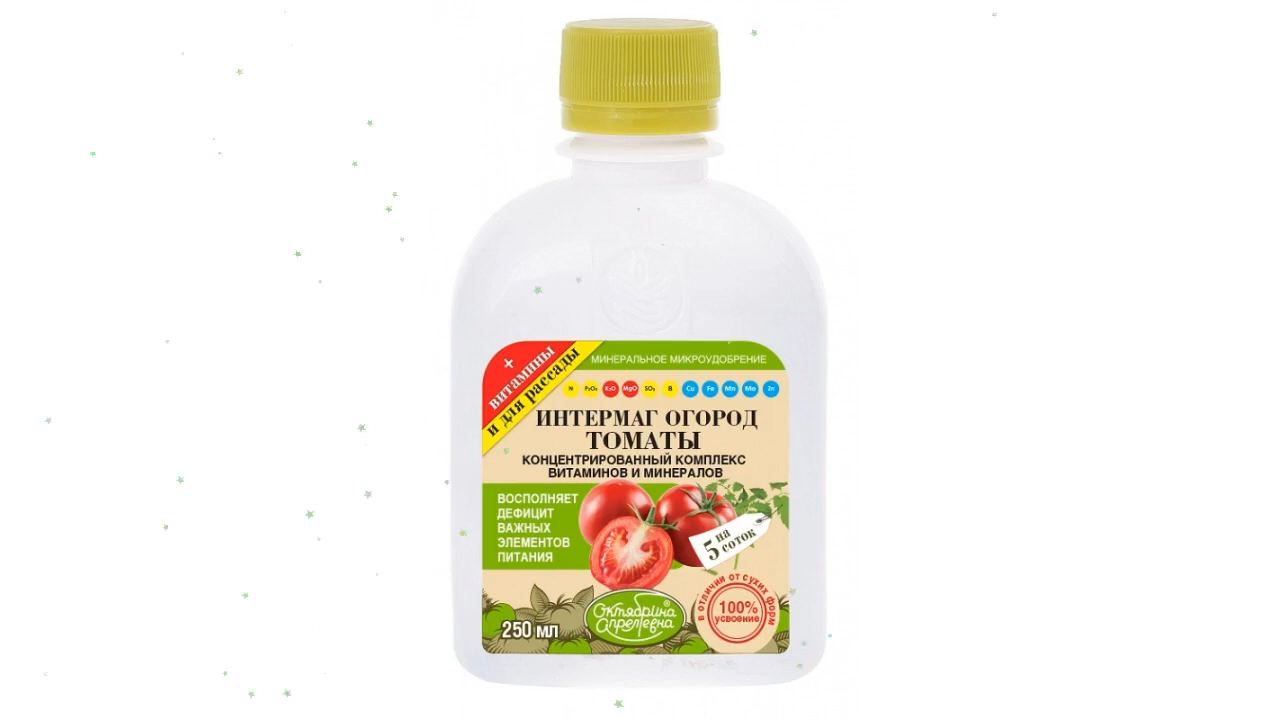 +
витамины
и для рассады
МИНЕРАЛЬНОЕ МИКРОУДОБРЕНИЕ
N P₂O₅ K₂O MgO SO₃ B Cu Fe Mn Mo Zn
ИНТЕРМАГ ОГОРОД
ТОМАТЫ
КОНЦЕНТРИРОВАННЫЙ КОМПЛЕКС
ВИТАМИНОВ И МИНЕРАЛОВ
ВОСПОЛНЯЕТ
ДЕФИЦИТ
ВАЖНЫХ
ЭЛЕМЕНТОВ
ПИТАНИЯ
5 на
соток
в отличии от сухих форм
100%
усвоение
Октябрина®
Апрелевна
250 мл